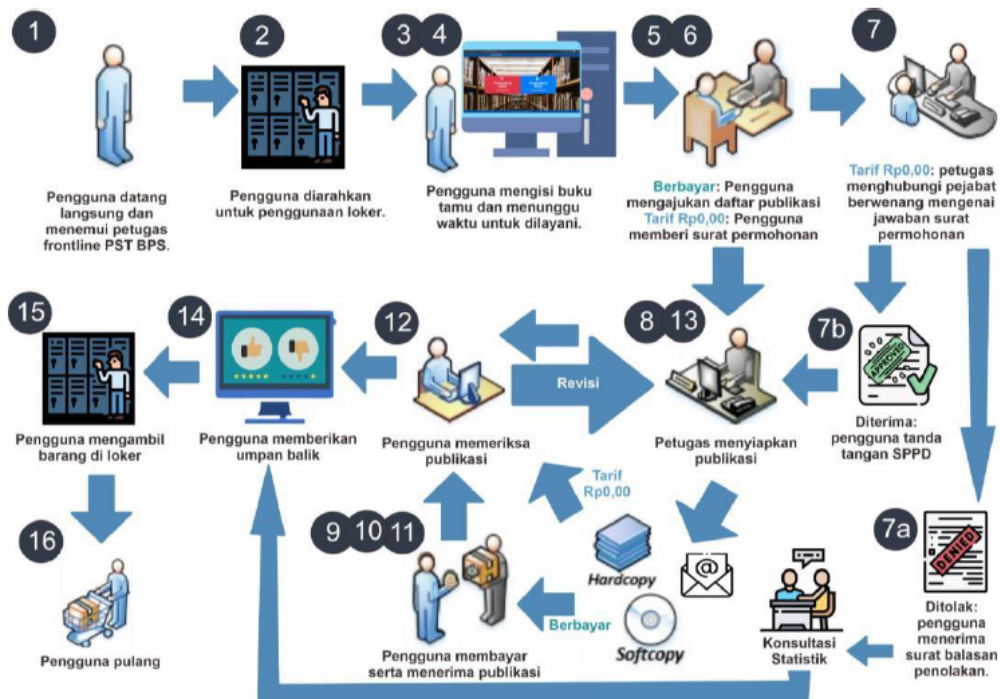 1
Pengguna datang
langsung dan
menemui petugas
frontline PST BPS.
2
Pengguna diarahkan
untuk penggunaan loker.
3 4
Pengguna mengisi buku
tamu dan menunggu
waktu untuk dilayani.
5 6
Berbayar: Pengguna
mengajukan daftar publikasi
Tarif Rp0,00: Pengguna
memberi surat permohonan
7
Tarif Rp0,00: petugas
menghubungi pejabat
berwenang mengenai
jawaban surat
permohonan
7b
APPROVED
Diterima:
pengguna tanda
tangan SPPD
7a
DENIED
Ditolak:
pengguna
menerima
surat balasan
penolakan.
Konsultasi
Statistik
8 13
Petugas menyiapkan
publikasi
Revisi
Tarif
Rp0,00
Hardcopy
@
Softcopy
Berbayar
9 10 11
Pengguna membayar
serta menerima publikasi
12
Pengguna memeriksa
publikasi
14
Pengguna memberikan
umpan balik
15
Pengguna mengambil
barang di loker
16
Pengguna pulang